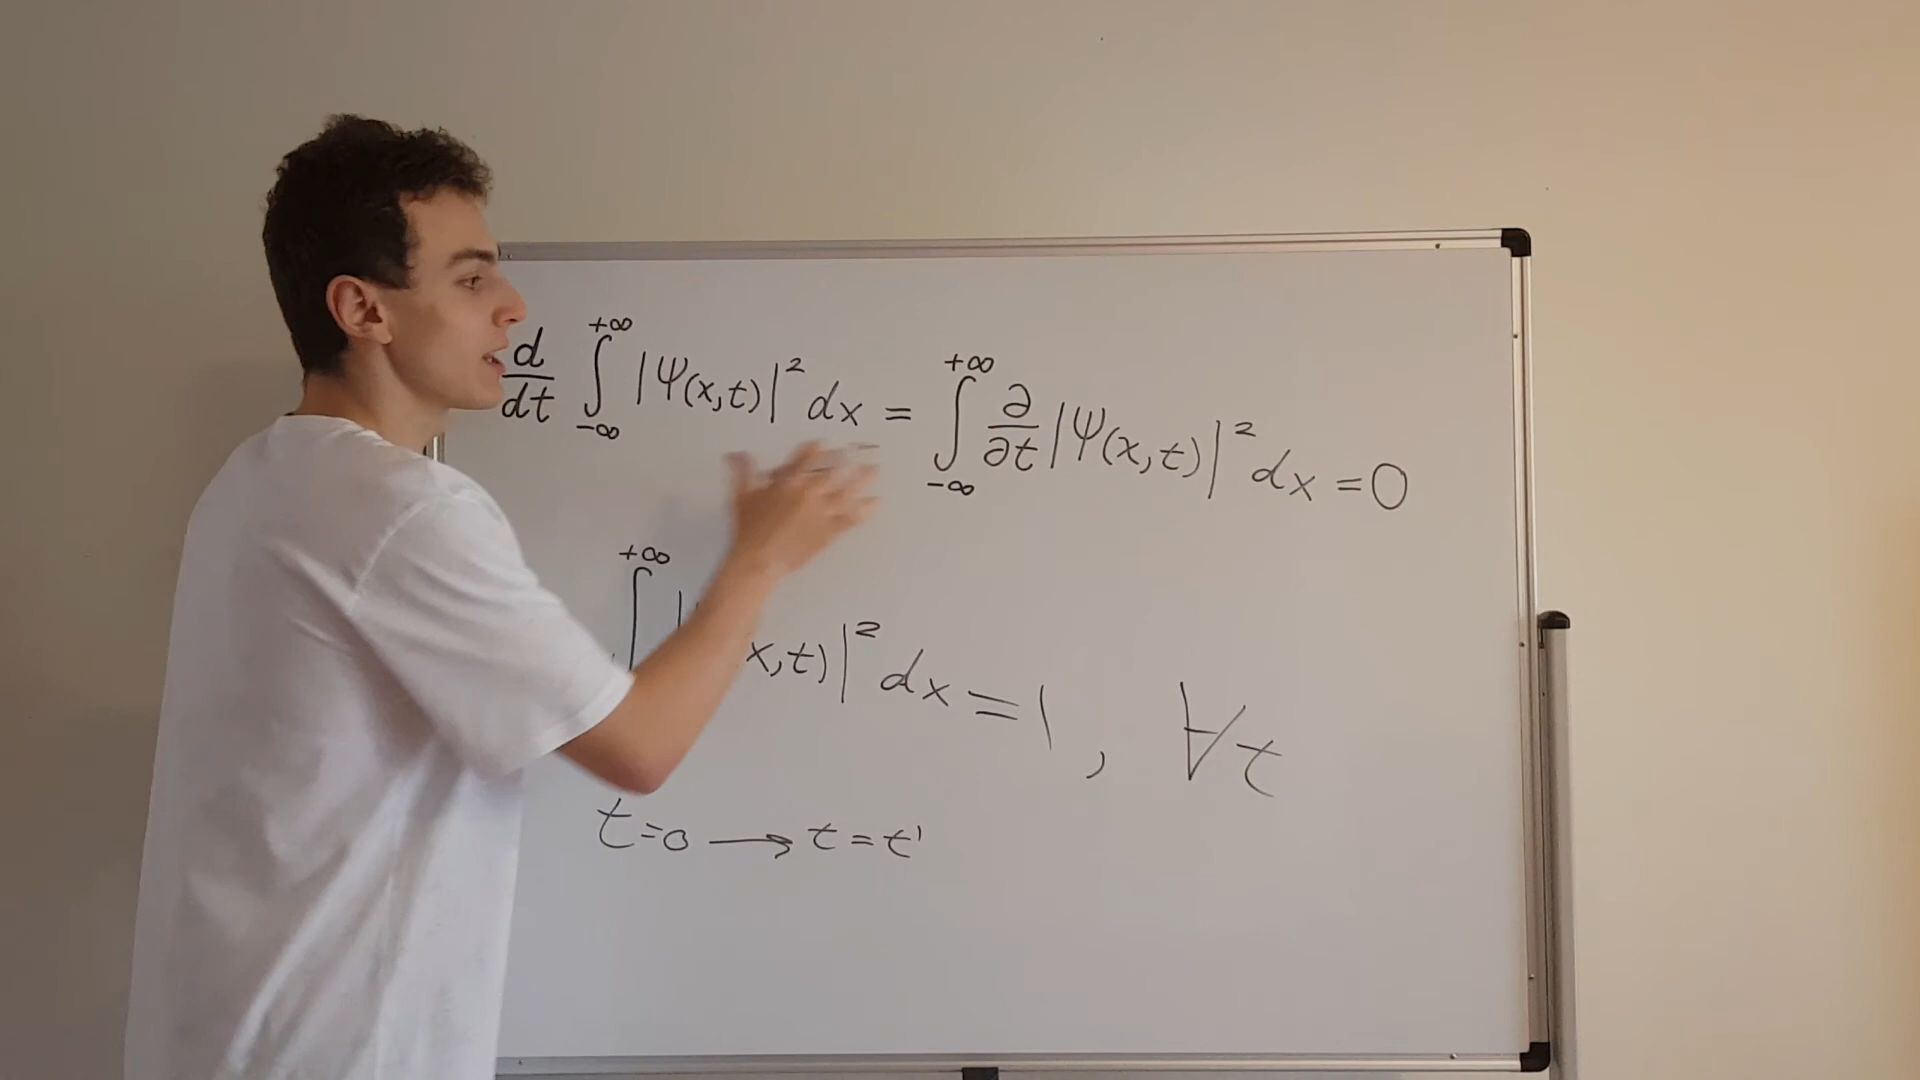 d/dt ∫_{-∞}^{+∞} |Ψ(x,t)|² dx = ∫_{-∞}^{+∞} ∂/∂t |Ψ(x,t)|² dx = 0
∫^{+∞} | x,t)|² dx = 1 , ∀t
t=0 → t=t'